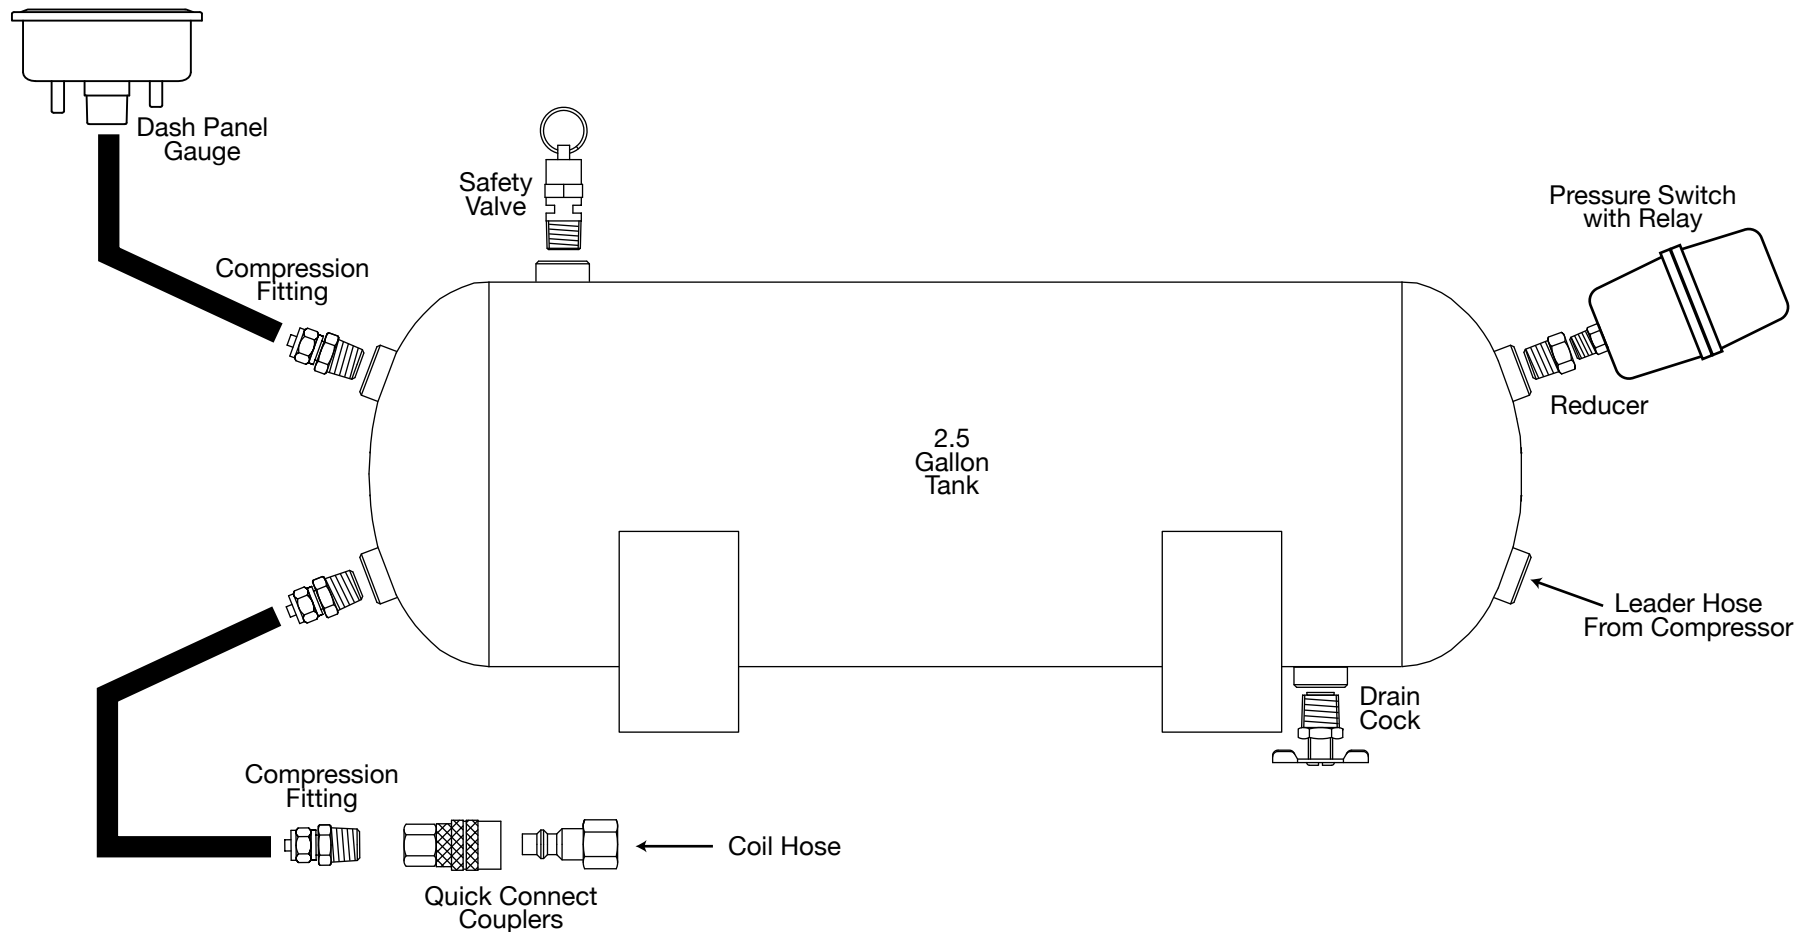 Dash Panel
Gauge
Safety
Valve
Pressure Switch
with Relay
Compression
Fitting
Reducer
2.5
Gallon
Tank
Leader Hose
From Compressor
Drain
Cock
Compression
Fitting
Coil Hose
Quick Connect
Couplers